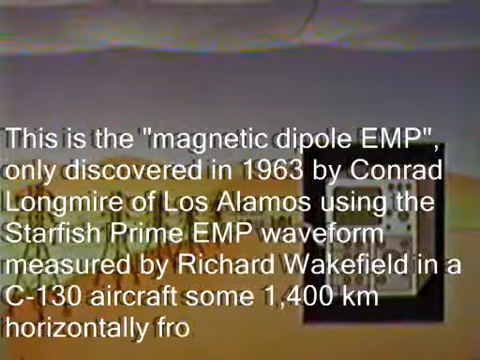 This is the "magnetic dipole EMP",
only discovered in 1963 by Conrad
Longmire of Los Alamos using the
Starfish Prime EMP waveform
measured by Richard Wakefield in a
C-130 aircraft some 1,400 km
horizontally fro